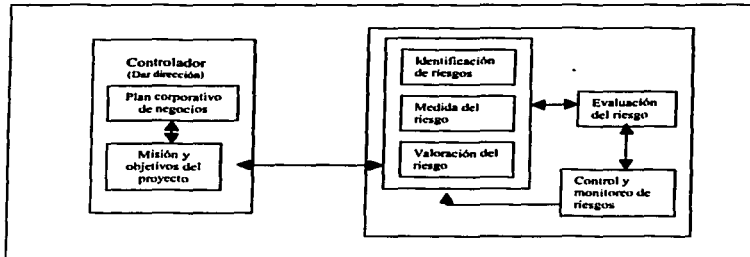 Controlador
(Dar dirección)
Plan corporativo
de negocios
Misión y
objetivos del
proyecto
Identificación
de riesgos
Medida del
riesgo
Valoración del
riesgo
Evaluación
del riesgo
Control y
monitoreo de
riesgos